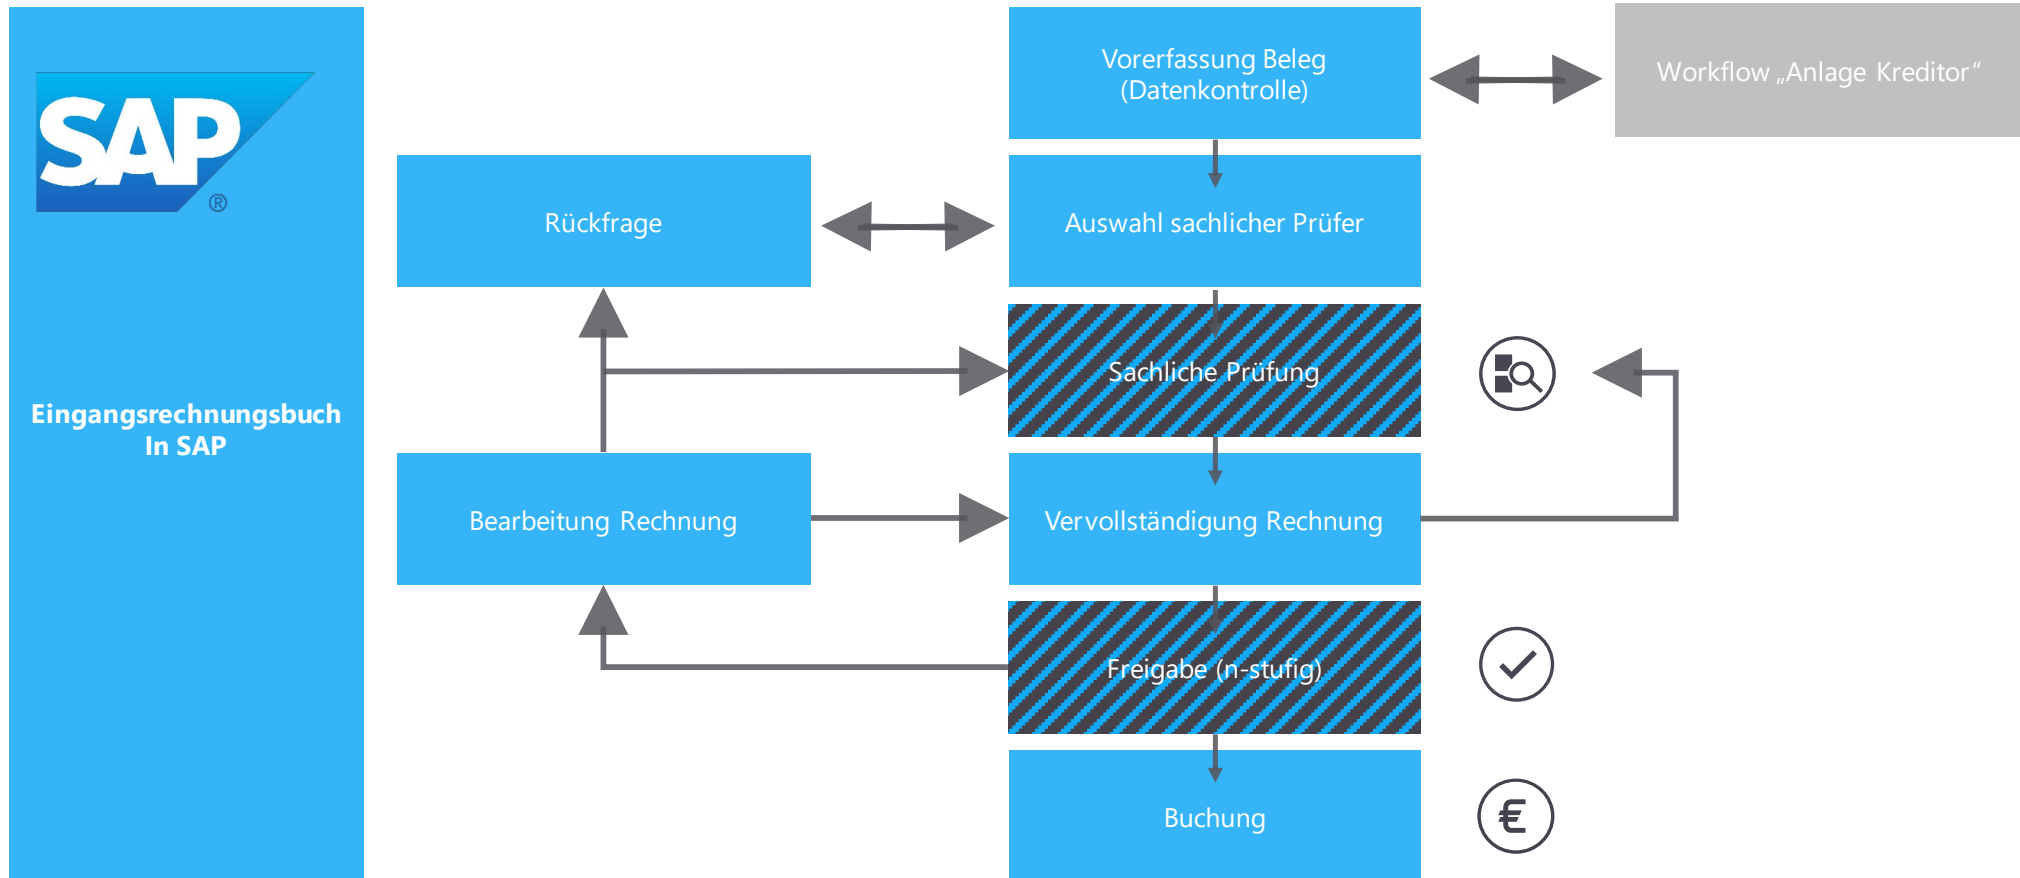 SAP
®
Eingangsrechnungsbuch
In SAP
Vorerfassung Beleg
(Datenkontrolle)
Workflow „Anlage Kreditor“
Rückfrage
Auswahl sachlicher Prüfer
Sachliche Prüfung
Bearbeitung Rechnung
Vervollständigung Rechnung
Freigabe (n-stufig)
Buchung
€